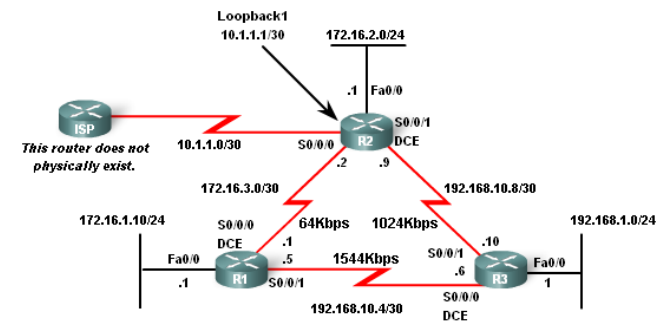 Loopback1
10.1.1.1/30
172.16.2.0/24
.1
Fa0/0
ISP
This router does not
physically exist.
10.1.1.0/30
S0/0/0
R2
S0/0/1
DCE
.2
.9
172.16.3.0/30
192.168.10.8/30
172.16.1.10/24
S0/0/0
DCE
64Kbps
1024Kbps
192.168.1.0/24
.1
.5
1544Kbps
S0/0/1
.10
.6
Fa0/0
.1
R1
S0/0/1
R3
Fa0/0
1
192.168.10.4/30
S0/0/0
DCE